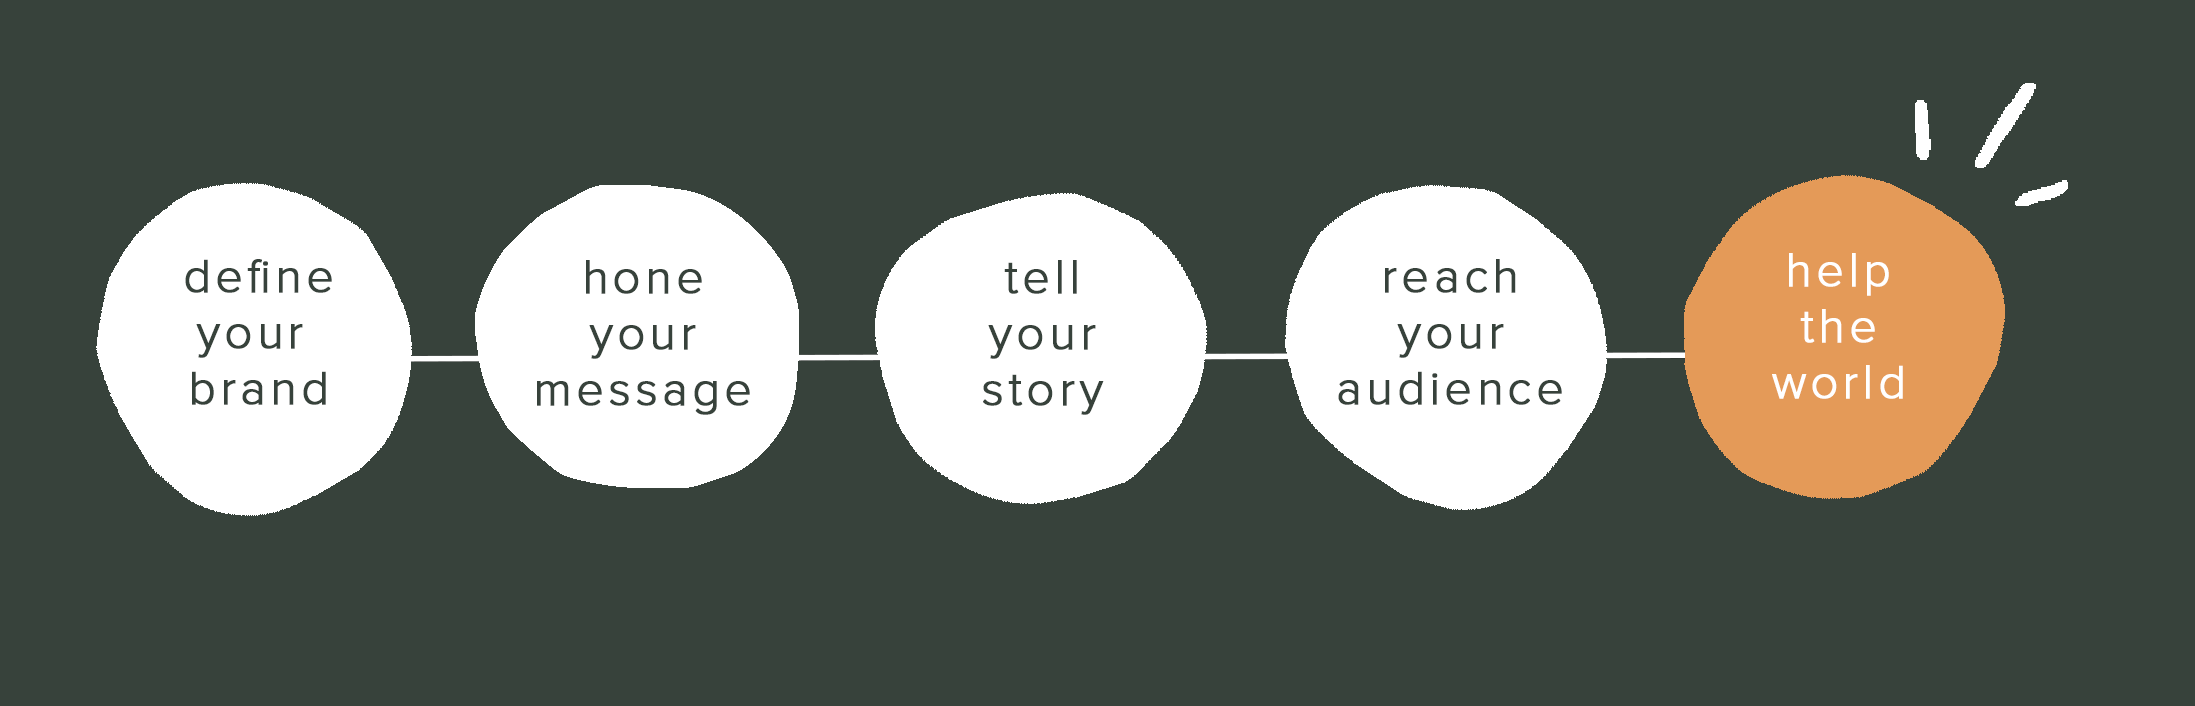 define
your
brand
hone
your
message
tell
your
story
reach
your
audience
help
the
world